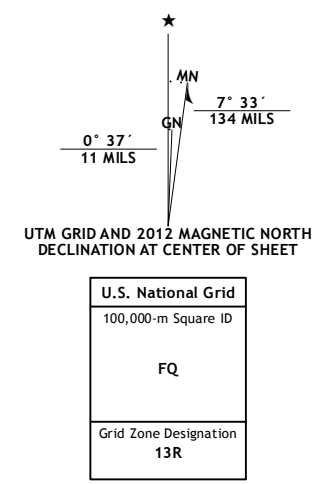 ★
MN
7° 33´
134 MILS
GN
0° 37´
11 MILS
UTM GRID AND 2012 MAGNETIC NORTH
DECLINATION AT CENTER OF SHEET
U.S. National Grid
100,000-m Square ID
FQ
Grid Zone Designation
13R